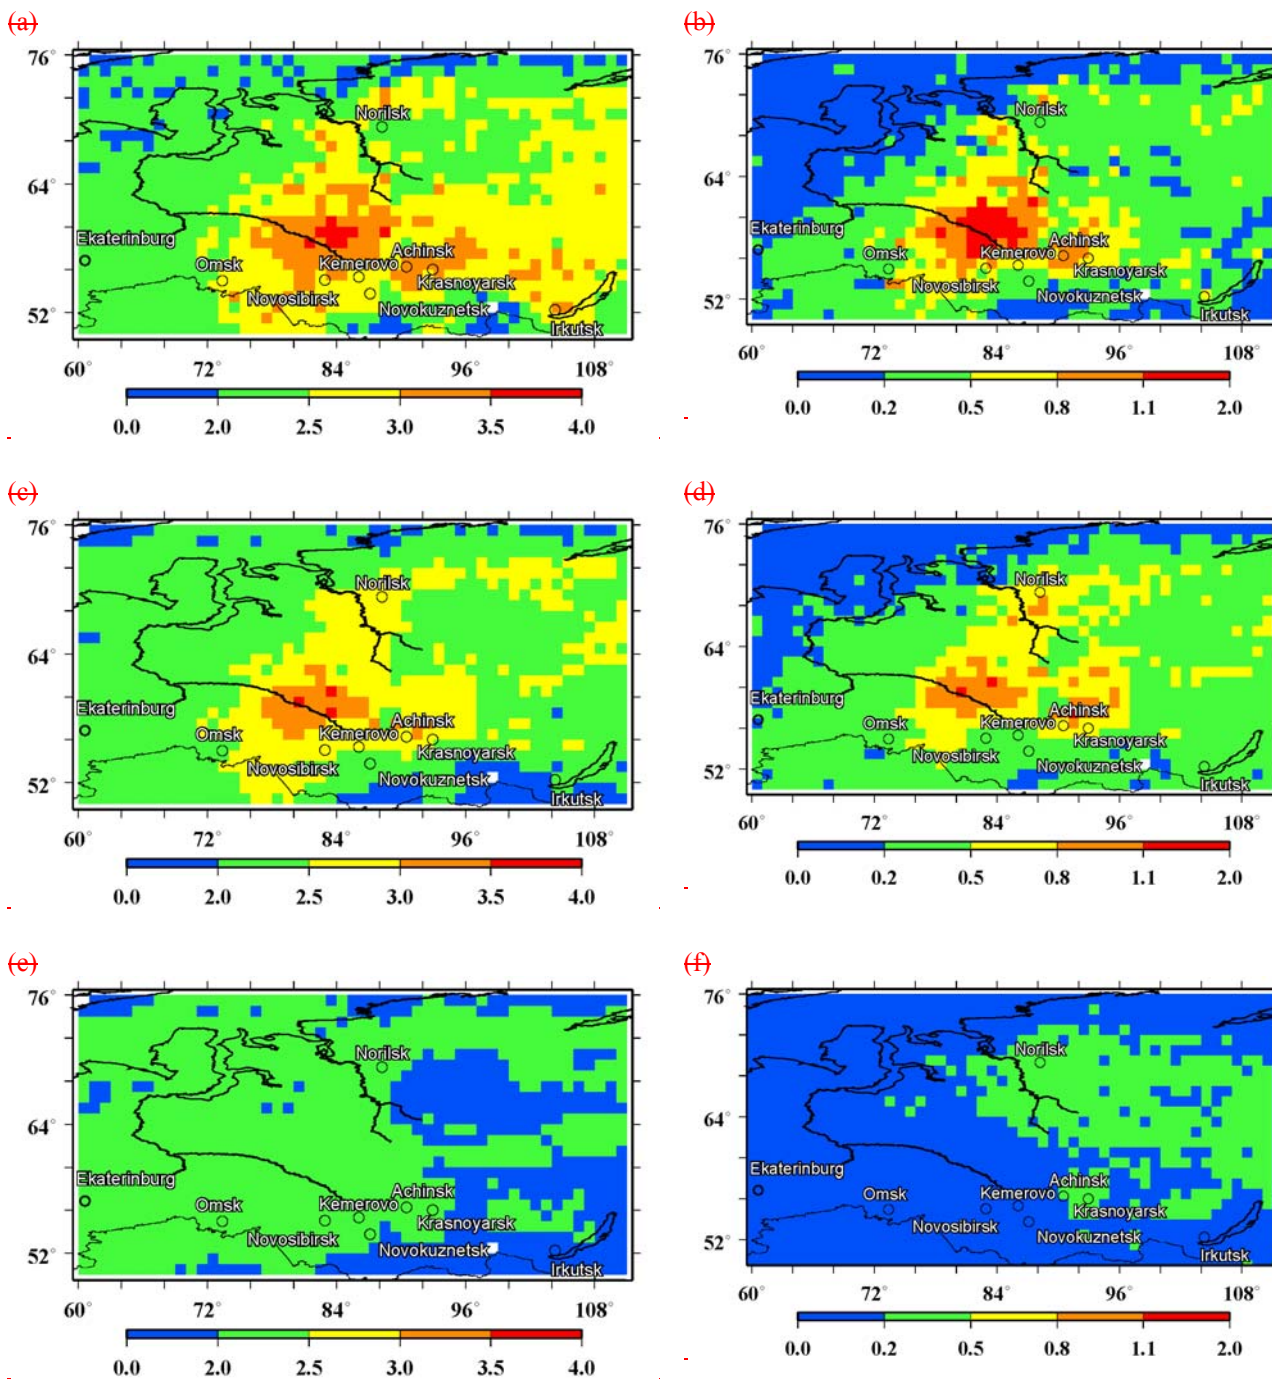 (a)
(b)
76°
64°
52°
Norilsk
Ekaterinburg
Omsk
Kemerovo
Achinsk
Novosibirsk
Krasnoyarsk
Novokuznetsk
Irkutsk
60° 72° 84° 96° 108°
0.0 2.0 2.5 3.0 3.5 4.0
76°
64°
52°
Norilsk
Ekaterinburg
Omsk
Kemerovo
Achinsk
Novosibirsk
Krasnoyarsk
Novokuznetsk
Irkutsk
60° 72° 84° 96° 108°
0.0 0.2 0.5 0.8 1.1 2.0
(c)
(d)
76°
64°
52°
Norilsk
Ekaterinburg
Omsk
Kemerovo
Achinsk
Novosibirsk
Krasnoyarsk
Novokuznetsk
Irkutsk
60° 72° 84° 96° 108°
0.0 2.0 2.5 3.0 3.5 4.0
76°
64°
52°
Norilsk
Ekaterinburg
Omsk
Kemerovo
Achinsk
Novosibirsk
Krasnoyarsk
Novokuznetsk
Irkutsk
60° 72° 84° 96° 108°
0.0 0.2 0.5 0.8 1.1 2.0
(e)
(f)
76°
64°
52°
Norilsk
Ekaterinburg
Omsk
Kemerovo
Achinsk
Novosibirsk
Krasnoyarsk
Novokuznetsk
Irkutsk
60° 72° 84° 96° 108°
0.0 2.0 2.5 3.0 3.5 4.0
76°
64°
52°
Norilsk
Ekaterinburg
Omsk
Kemerovo
Achinsk
Novosibirsk
Krasnoyarsk
Novokuznetsk
Irkutsk
60° 72° 84° 96° 108°
0.0 0.2 0.5 0.8 1.1 2.0